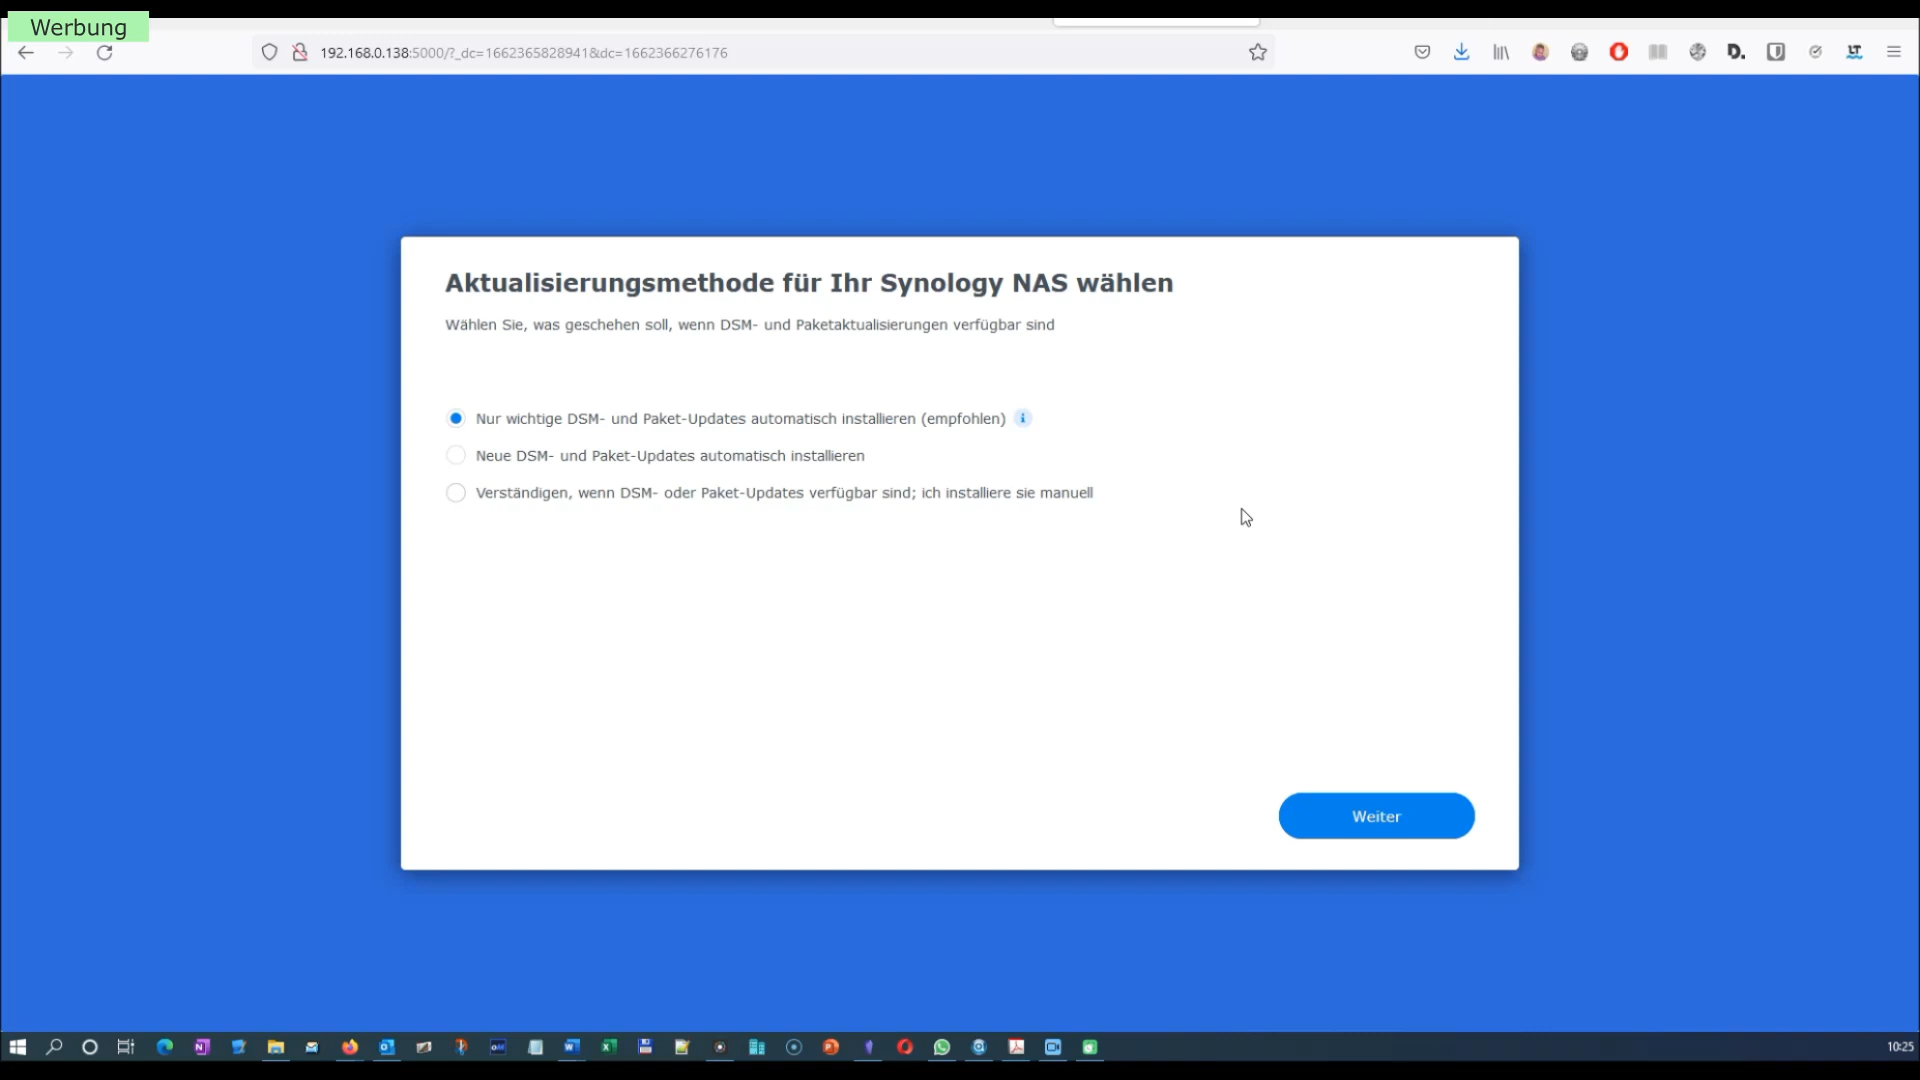 Werbung
192.168.0.138:5000/?_dc=1662365828941&dc=1662366276176
D.
LT
Aktualisierungsmethode für Ihr Synology NAS wählen
Wählen Sie, was geschehen soll, wenn DSM- und Paketaktualisierungen verfügbar sind
Nur wichtige DSM- und Paket-Updates automatisch installieren (empfohlen) i
Neue DSM- und Paket-Updates automatisch installieren
Verständigen, wenn DSM- oder Paket-Updates verfügbar sind; ich installiere sie manuell
Weiter
10:25